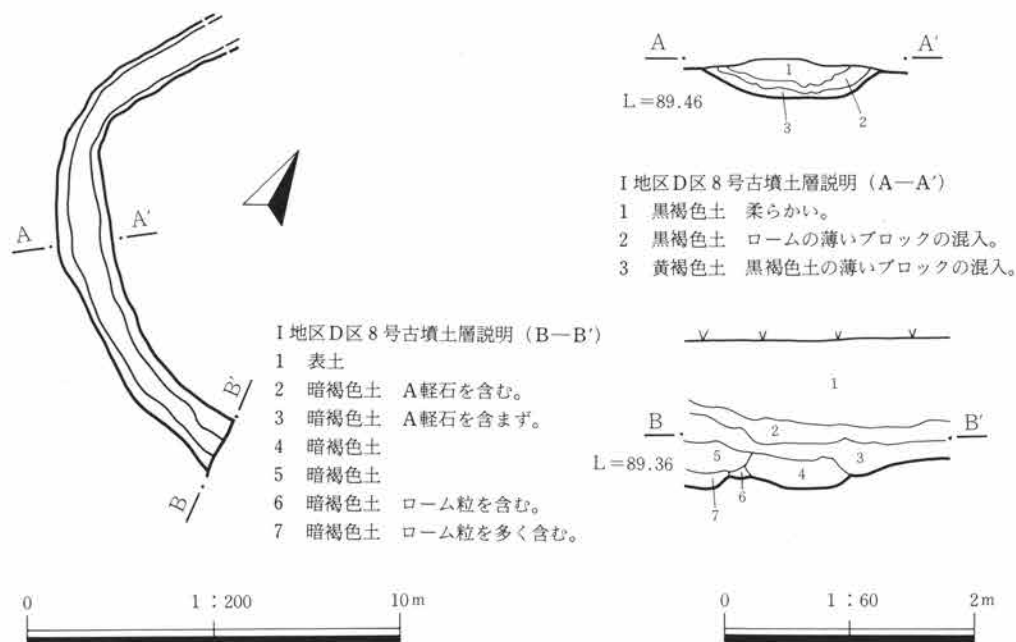 A
A′
1
L=89.46
3
2
I地区D区8号古墳土層説明（A―A′）
1　黒褐色土　柔らかい。
2　黒褐色土　ロームの薄いブロックの混入。
3　黄褐色土　黒褐色土の薄いブロックの混入。
A
A′
B
B′
I地区D区8号古墳土層説明（B―B′）
1　表土
2　暗褐色土　A軽石を含む。
3　暗褐色土　A軽石を含まず。
4　暗褐色土
5　暗褐色土
6　暗褐色土　ローム粒を含む。
7　暗褐色土　ローム粒を多く含む。
1
B
2
B′
5
3
L=89.36
4
7
6
0　1：200　10m
0　1：60　2m